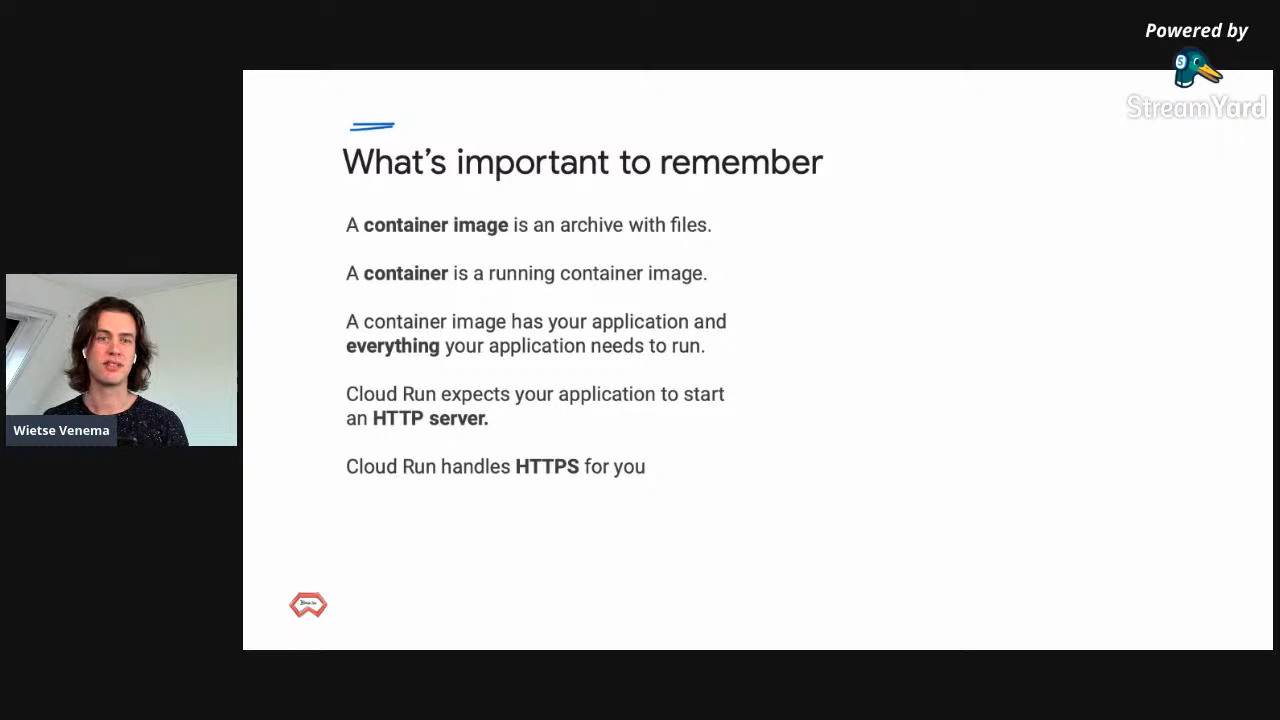 Powered by
StreamYard
What's important to remember
A container image is an archive with files.
A container is a running container image.
A container image has your application and
everything your application needs to run.
Cloud Run expects your application to start
an HTTP server.
Cloud Run handles HTTPS for you
Wietse Venema